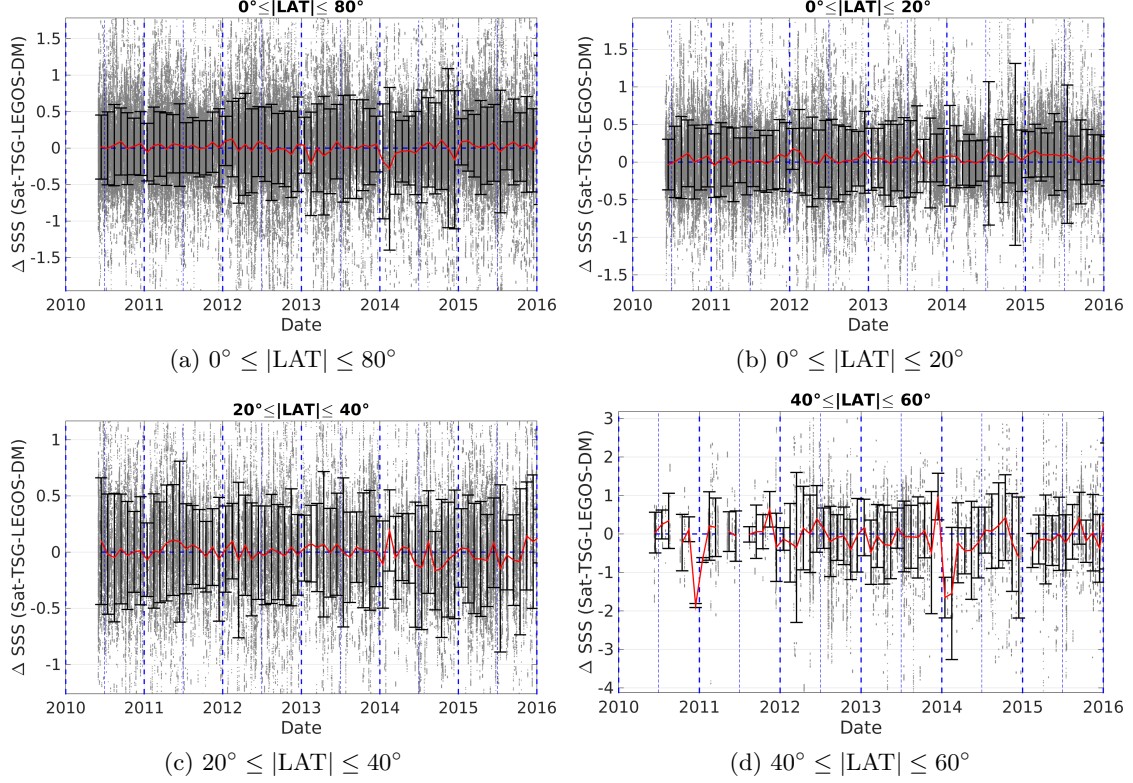 0°≤|LAT|≤ 80°
Δ SSS (Sat-TSG-LEGOS-DM)
1.5
1
0.5
0
-0.5
-1
-1.5
2010 2011 2012 2013 2014 2015 2016
Date
(a) 0° ≤ |LAT| ≤ 80°
0°≤|LAT|≤ 20°
Δ SSS (Sat-TSG-LEGOS-DM)
1.5
1
0.5
0
-0.5
-1
-1.5
2010 2011 2012 2013 2014 2015 2016
Date
(b) 0° ≤ |LAT| ≤ 20°
20°≤|LAT|≤ 40°
Δ SSS (Sat-TSG-LEGOS-DM)
1
0.5
0
-0.5
-1
2010 2011 2012 2013 2014 2015 2016
Date
(c) 20° ≤ |LAT| ≤ 40°
40°≤|LAT|≤ 60°
Δ SSS (Sat-TSG-LEGOS-DM)
3
2
1
0
-1
-2
-3
-4
2010 2011 2012 2013 2014 2015 2016
Date
(d) 40° ≤ |LAT| ≤ 60°